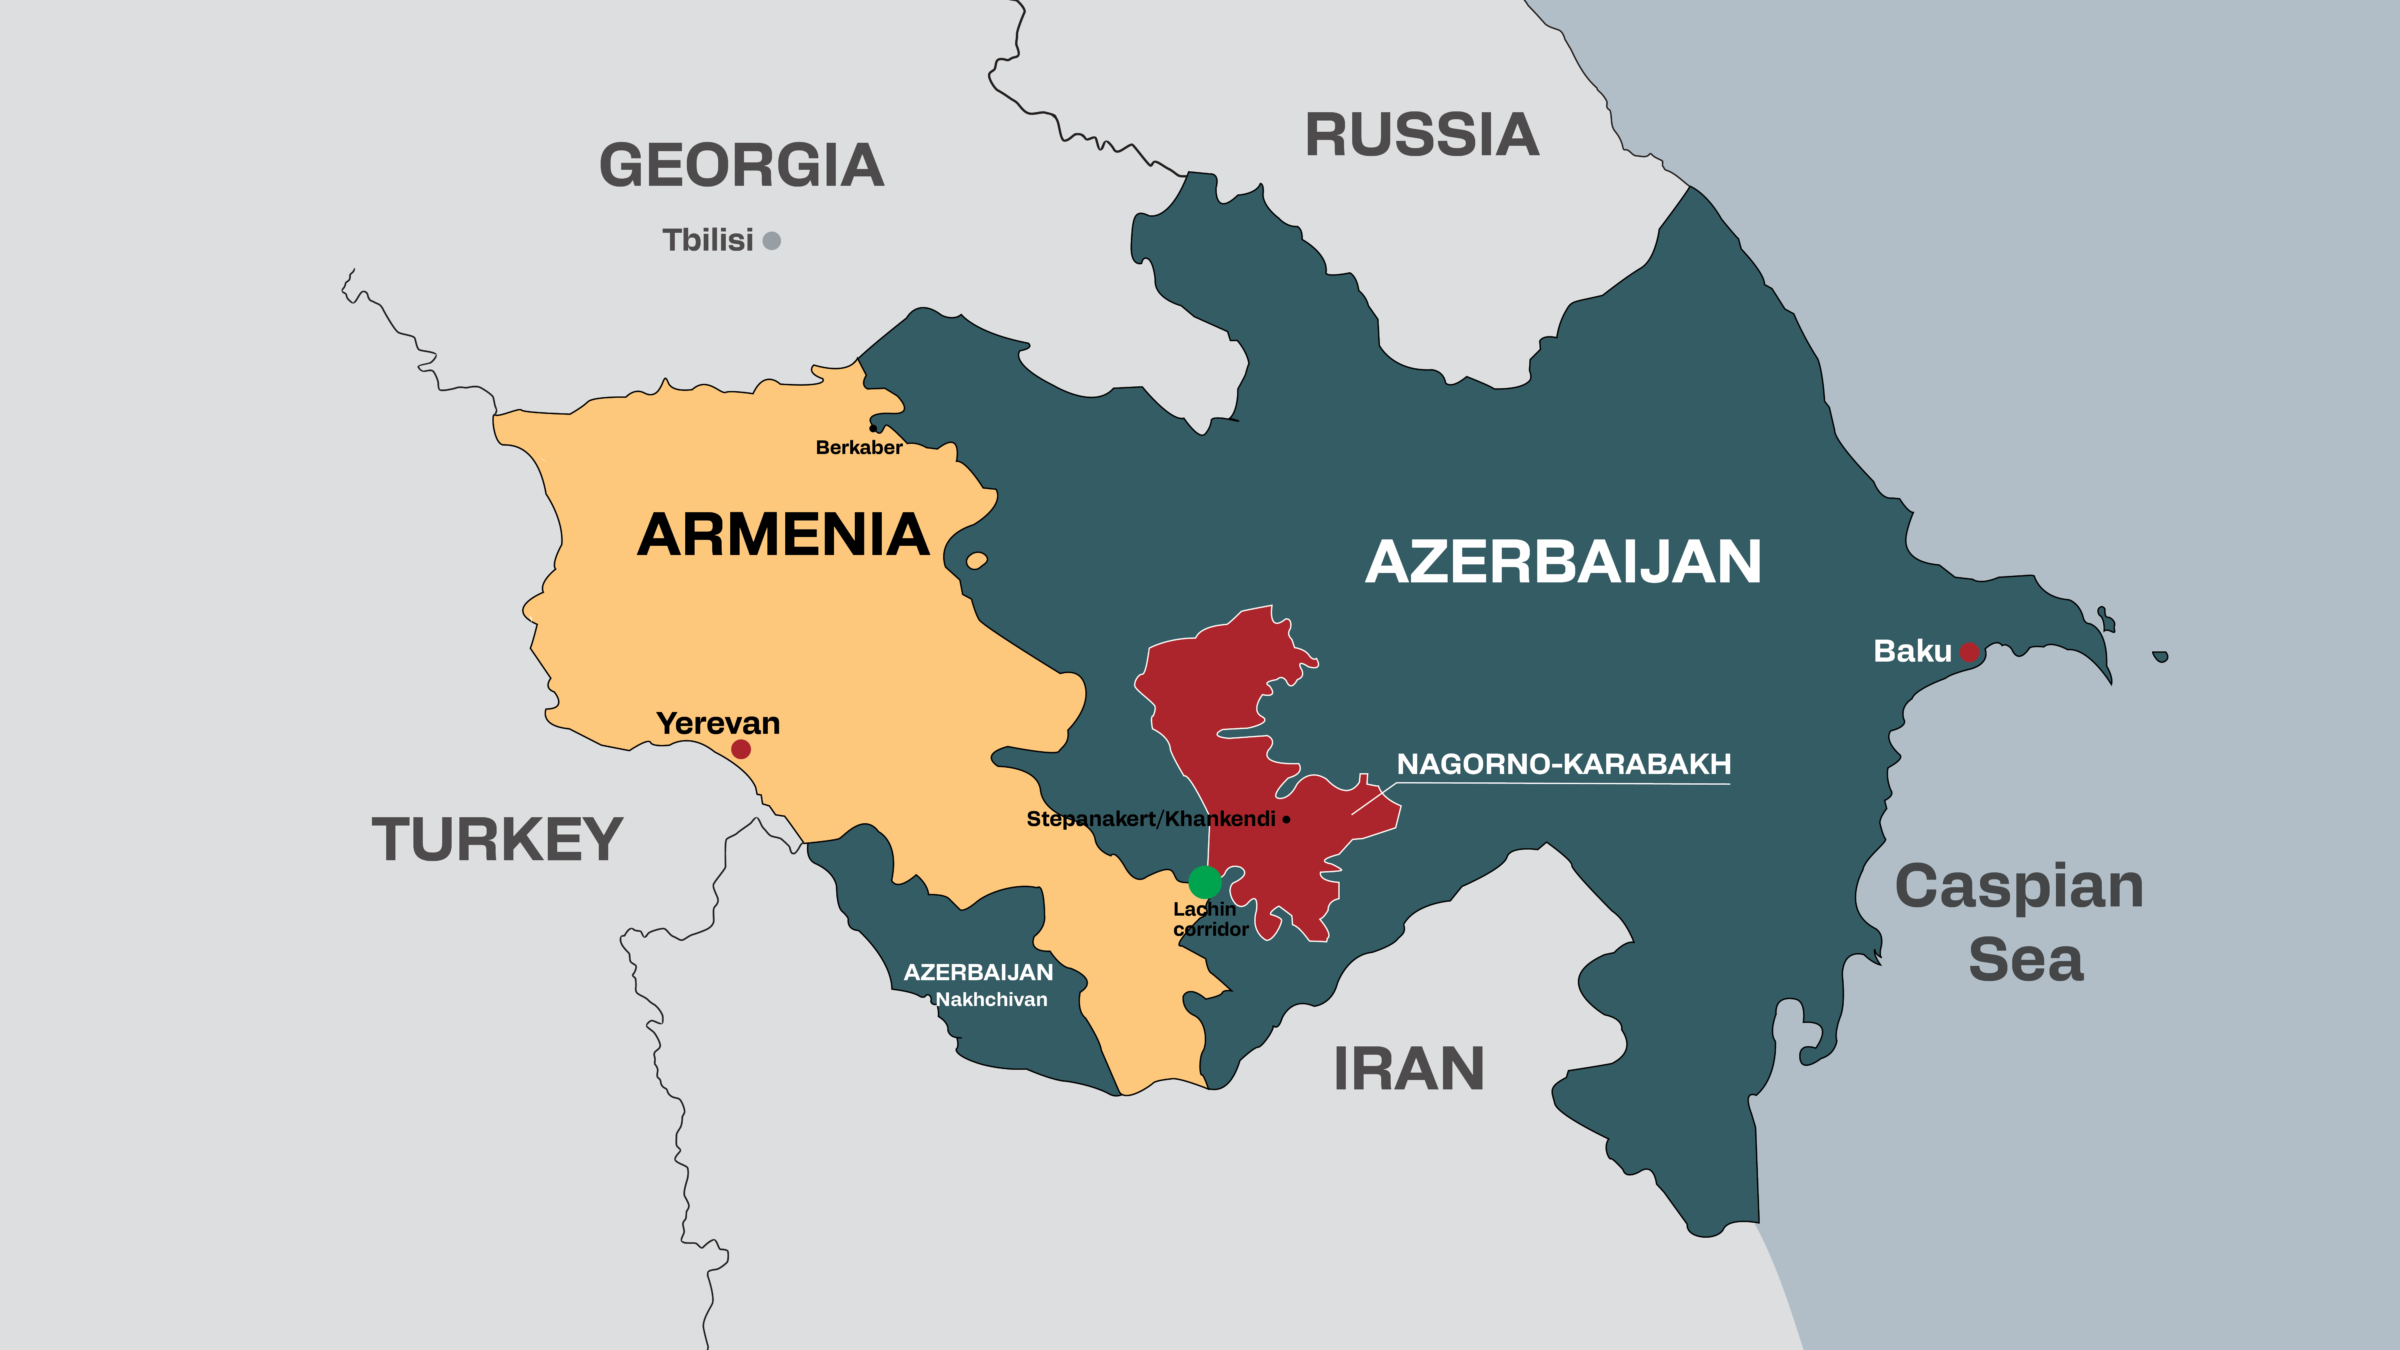 RUSSIA
GEORGIA
Tbilisi
Berkaber
ARMENIA
AZERBAIJAN
Baku
Yerevan
NAGORNO-KARABAKH
Stepanakert/Khankendi
TURKEY
Caspian
Sea
Lachin
corridor
AZERBAIJAN
Nakhchivan
IRAN